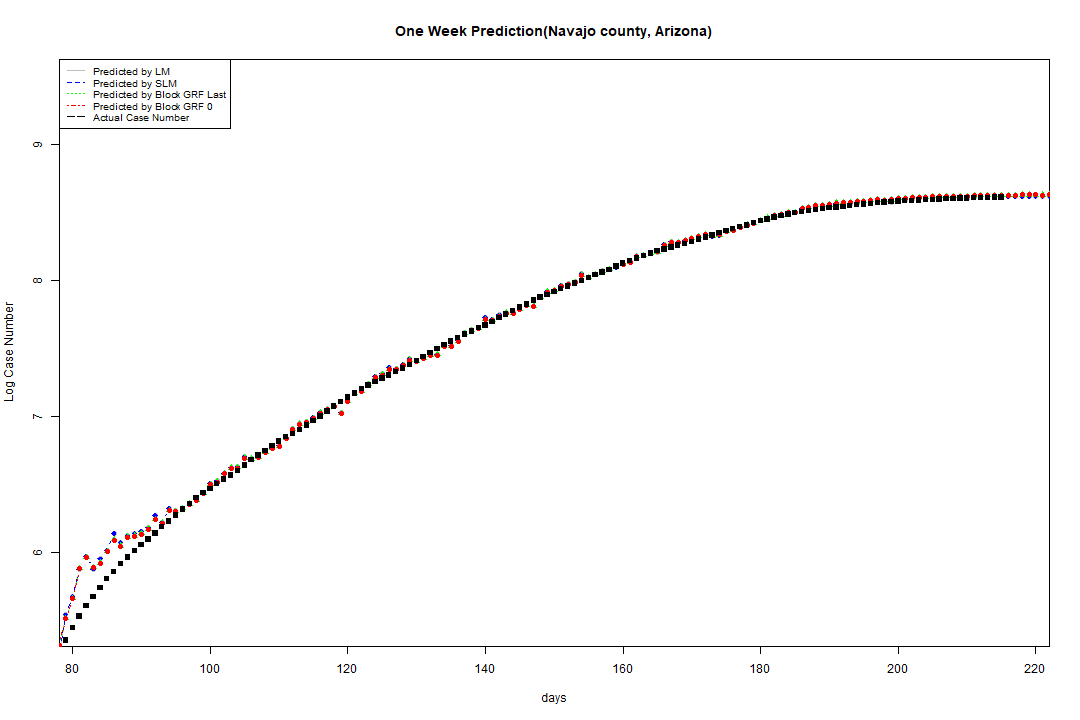 One Week Prediction(Navajo county, Arizona)
Predicted by LM
Predicted by SLM
Predicted by Block GRF Last
Predicted by Block GRF 0
Actual Case Number
9
8
7
6
Log Case Number
80 100 120 140 160 180 200 220
days